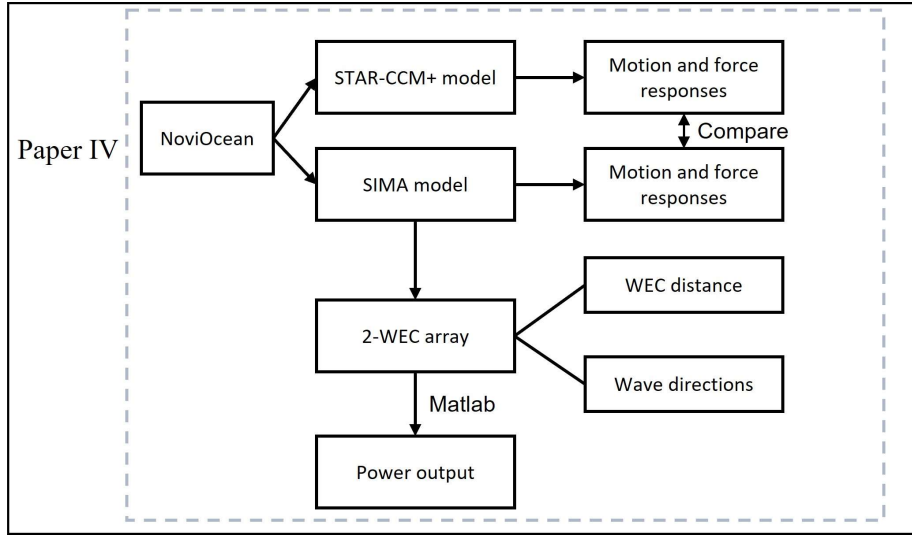 STAR-CCM+ model
Motion and force
responses
NoviOcean
Compare
Paper IV
SIMA model
Motion and force
responses
WEC distance
2-WEC array
Wave directions
Matlab
Power output